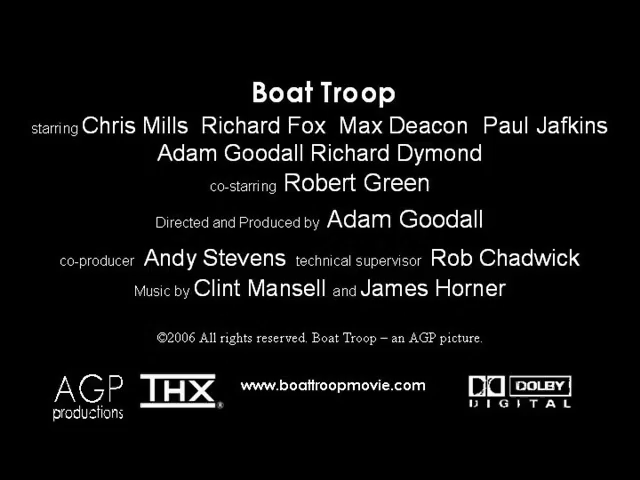 Boat Troop
starring Chris Mills Richard Fox Max Deacon Paul Jafkins
Adam Goodall Richard Dymond
co-starring Robert Green
Directed and Produced by Adam Goodall
co-producer Andy Stevens technical supervisor Rob Chadwick
Music by Clint Mansell and James Horner
©2006 All rights reserved. Boat Troop – an AGP picture.
AGP
productions
THX®
www.boattroopmovie.com
DOLBY
DIGITAL